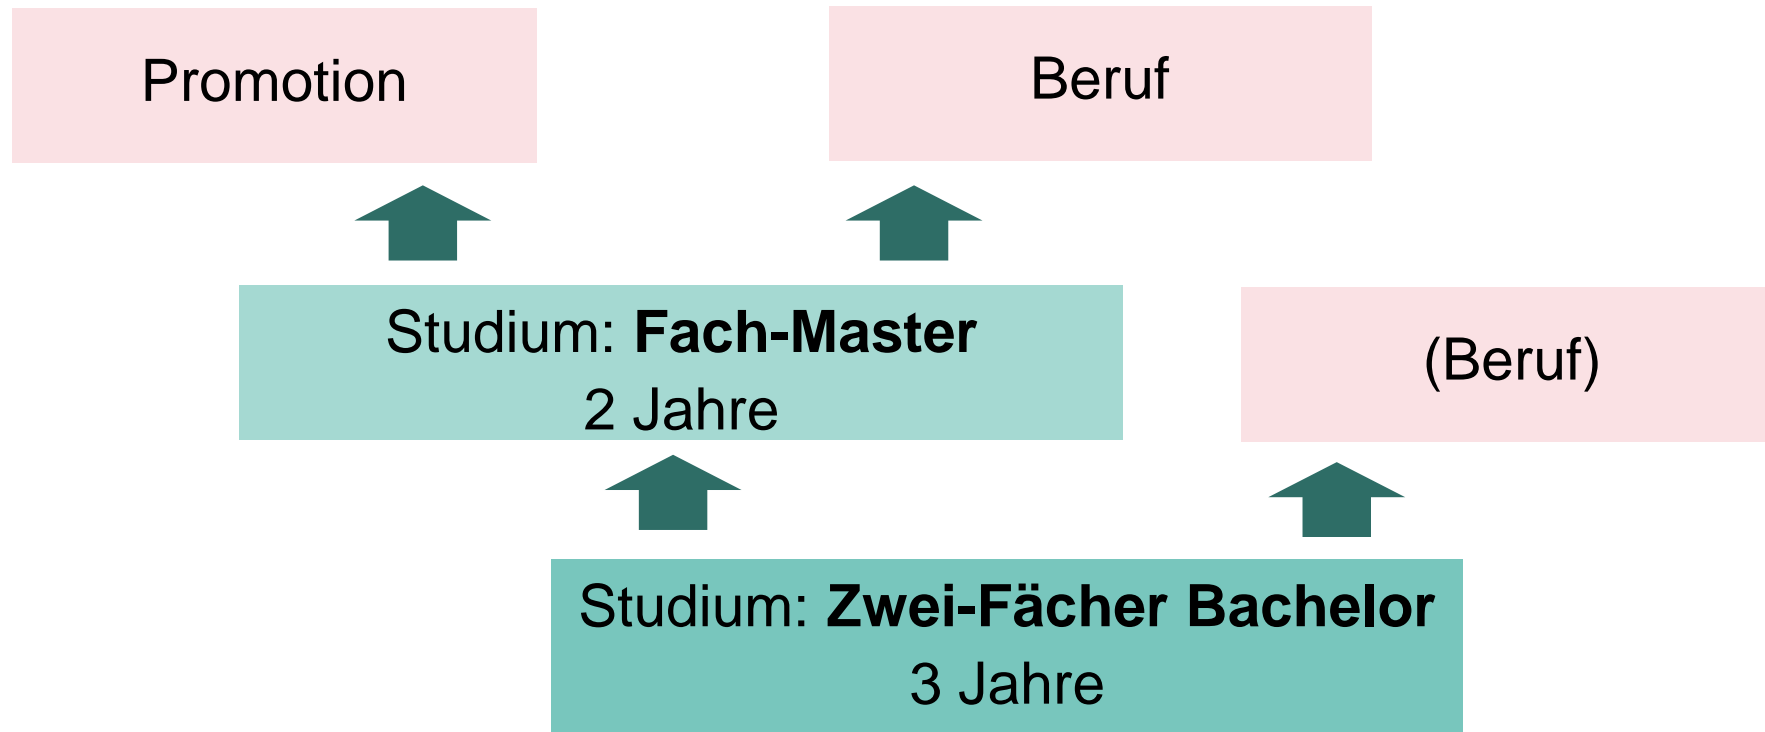 Promotion
Beruf
Studium: Fach-Master
2 Jahre
(Beruf)
Studium: Zwei-Fächer Bachelor
3 Jahre